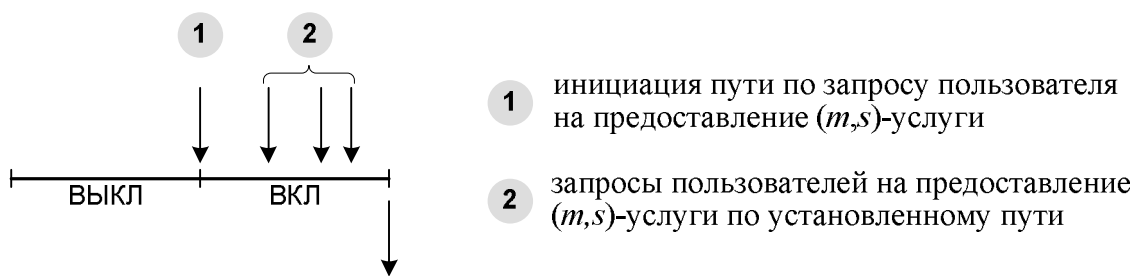 1
2
ВЫКЛ
ВКЛ
1
инициация пути по запросу пользователя
на предоставление (m,s)-услуги
2
запросы пользователей на предоставление
(m,s)-услуги по установленному пути